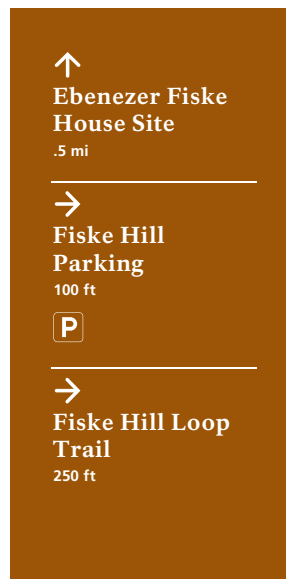 Ebenezer Fiske
House Site
.5 mi
Fiske Hill
Parking
100 ft
P
Fiske Hill Loop
Trail
250 ft